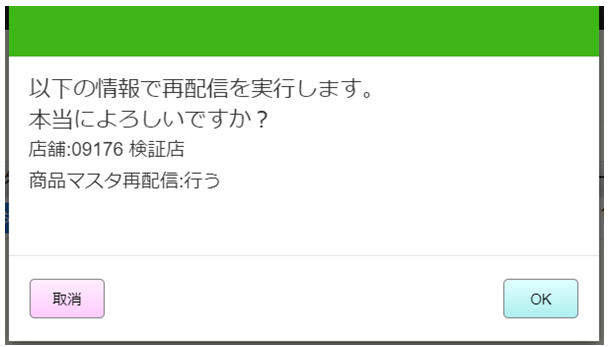 以下の情報で再配信を実行します。
本当によろしいですか？
店舗:09176 検証店
商品マスタ再配信:行う
取消
OK